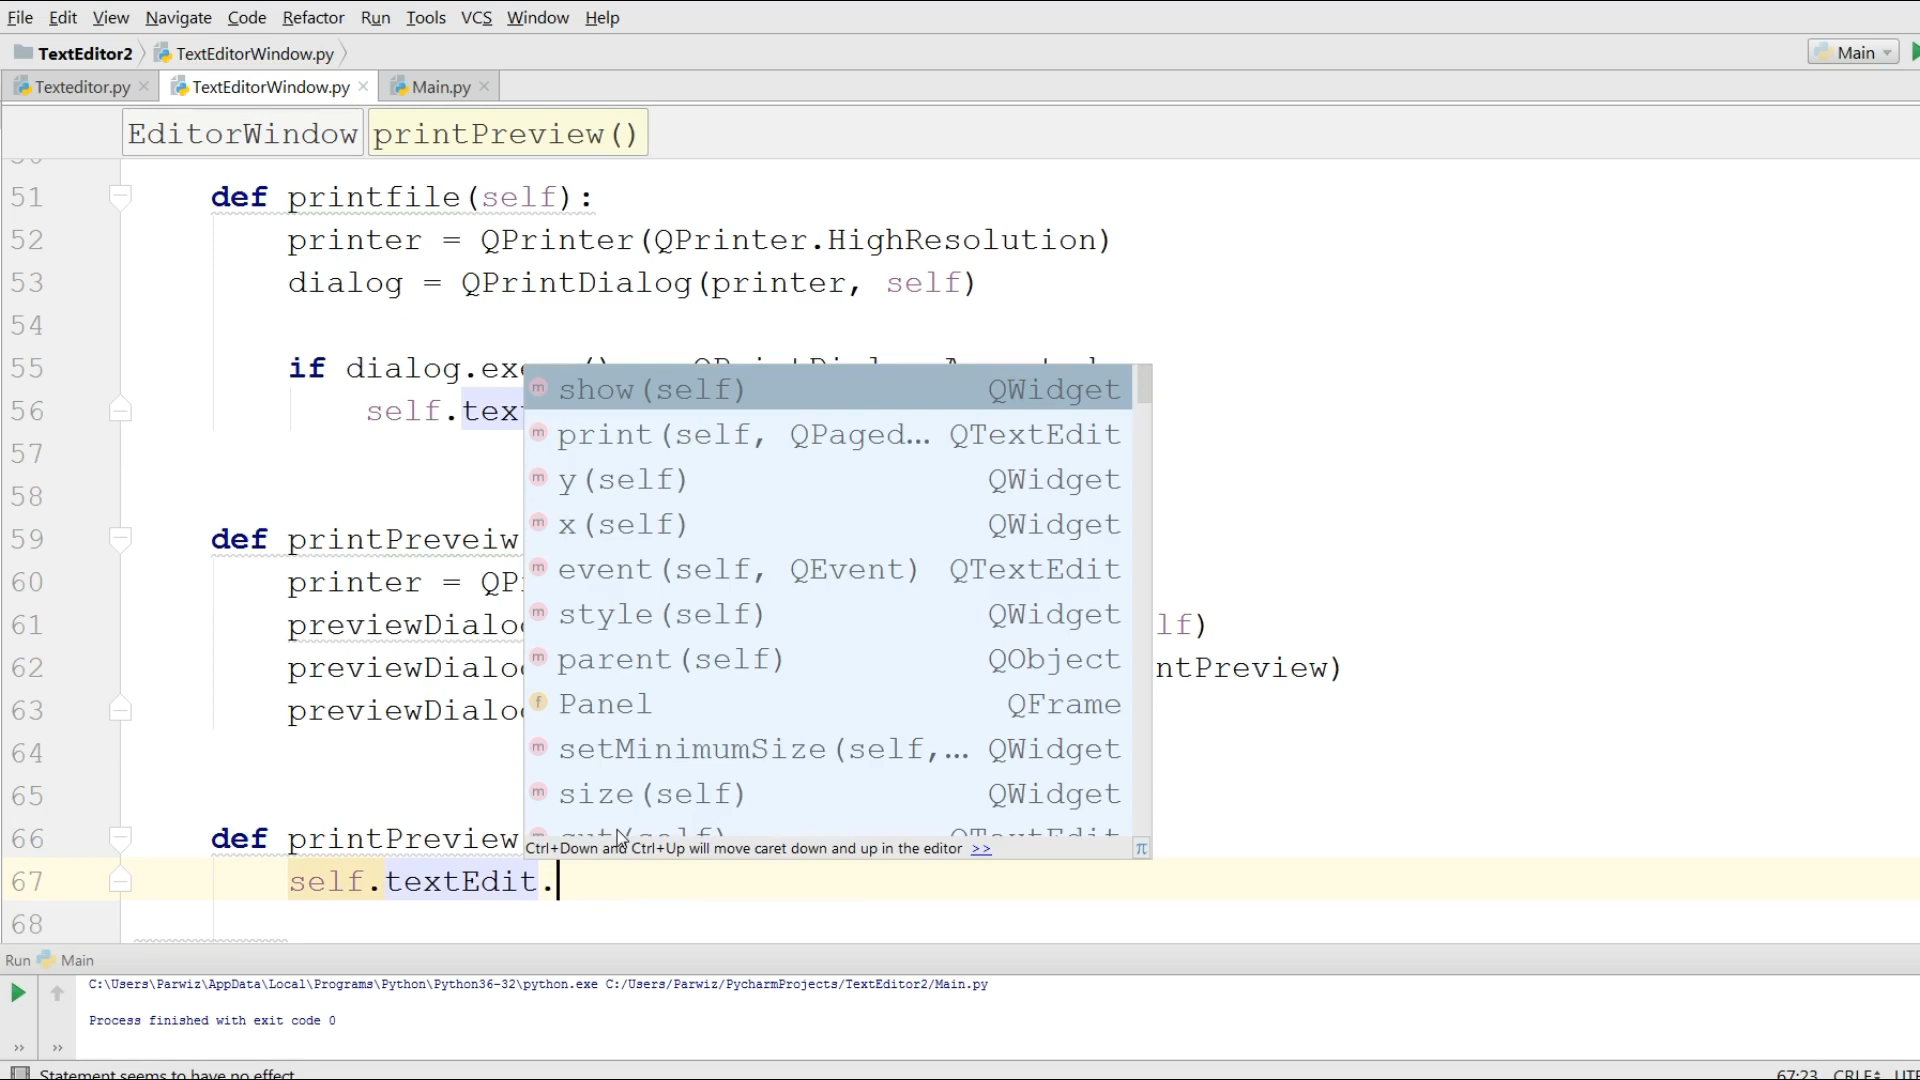 File Edit View Navigate Code Refactor Run Tools VCS Window Help
TextEditor2 TextEditorWindow.py Main
Texteditor.py TextEditorWindow.py Main.py
EditorWindow printPreview()
51 def printfile(self):
52 printer = QPrinter(QPrinter.HighResolution)
53 dialog = QPrintDialog(printer, self)
54
55 if dialog.exe
show(self) QWidget
56 self.text
print(self, QPaged... QTextEdit
57
y(self) QWidget
58
x(self) QWidget
59 def printPreveiw
event(self, QEvent) QTextEdit
60 printer = QP
style(self) QWidget
61 previewDialo lf)
parent(self) QObject
62 previewDialo ntPreview)
Panel QFrame
63 previewDialo
setMinimumSize(self,... QWidget
64
size(self) QWidget
65
cut(self) QTextEdit
66 def printPreview
Ctrl+Down and Ctrl+Up will move caret down and up in the editor >> π
67 self.textEdit.
68
Run Main
C:\Users\Parwiz\AppData\Local\Programs\Python\Python36-32\python.exe C:/Users/Parwiz/PycharmProjects/TextEditor2/Main.py
Process finished with exit code 0
Statement seems to have no effect 67:23 CRLF UTF